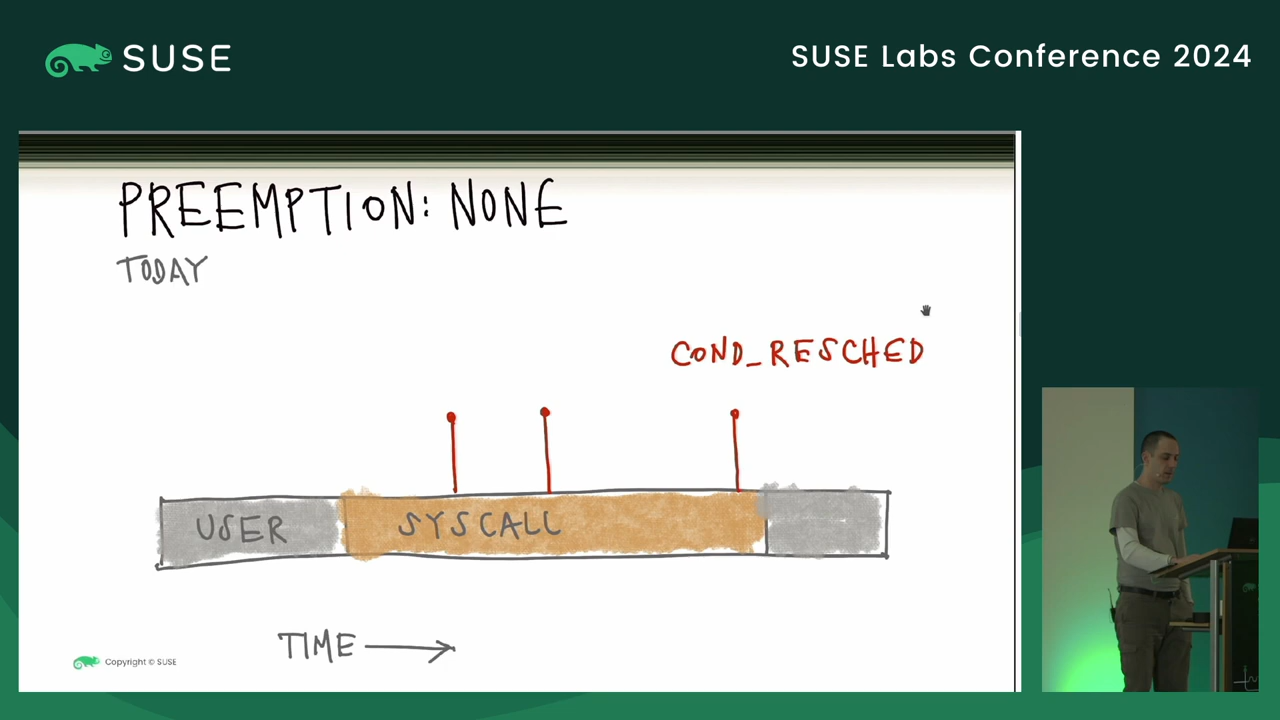 SUSE
SUSE Labs Conference 2024
PREEMPTION: NONE
TODAY
COND_RESCHED
USER
SYSCALL
TIME
Copyright © SUSE